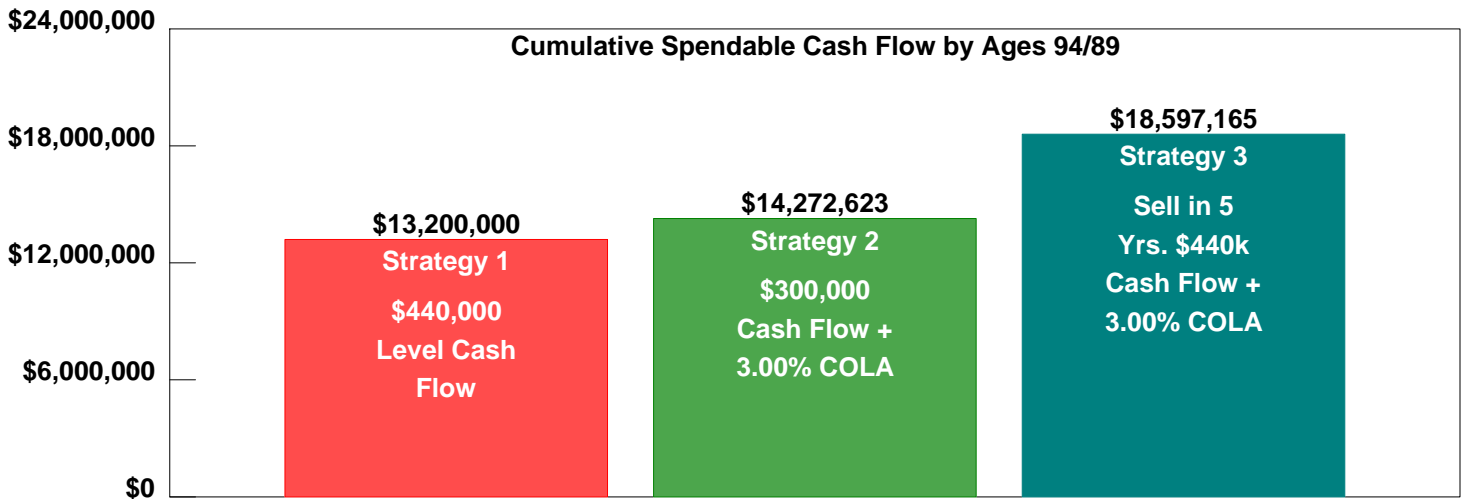 $24,000,000
Cumulative Spendable Cash Flow by Ages 94/89
$18,000,000
$12,000,000
$6,000,000
$0
$13,200,000
Strategy 1
$440,000
Level Cash
Flow
$14,272,623
Strategy 2
$300,000
Cash Flow +
3.00% COLA
$18,597,165
Strategy 3
Sell in 5
Yrs. $440k
Cash Flow +
3.00% COLA